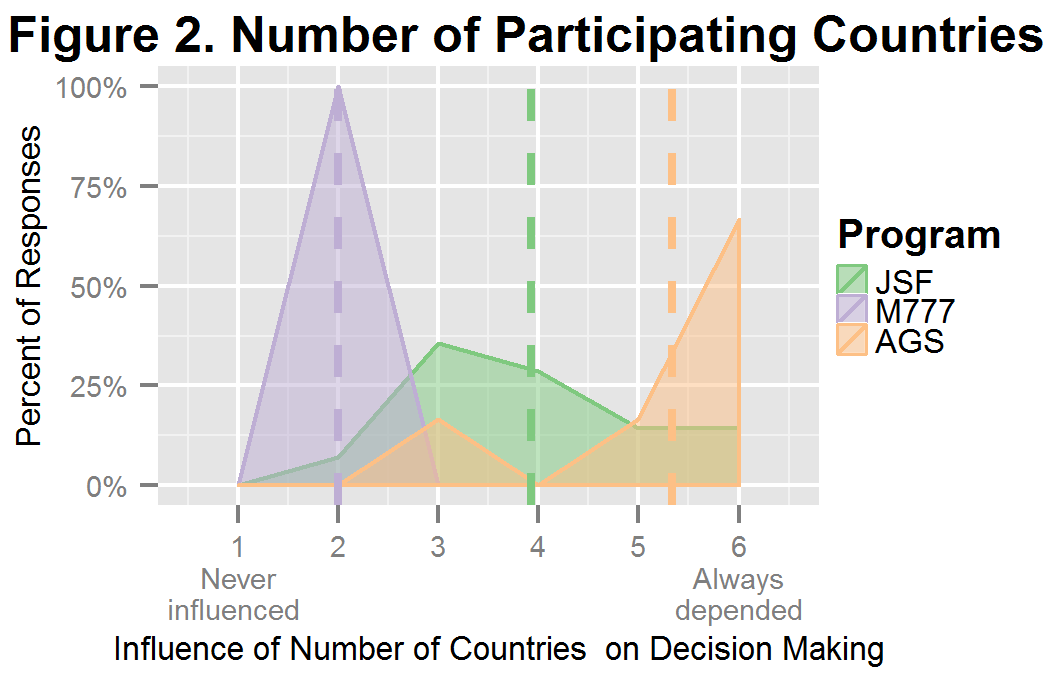 Figure 2. Number of Participating Countries
Percent of Responses
100%
75%
50%
25%
0%
1
2
3
4
5
6
Never
influenced
Always
depended
Influence of Number of Countries  on Decision Making
Program
JSF
M777
AGS